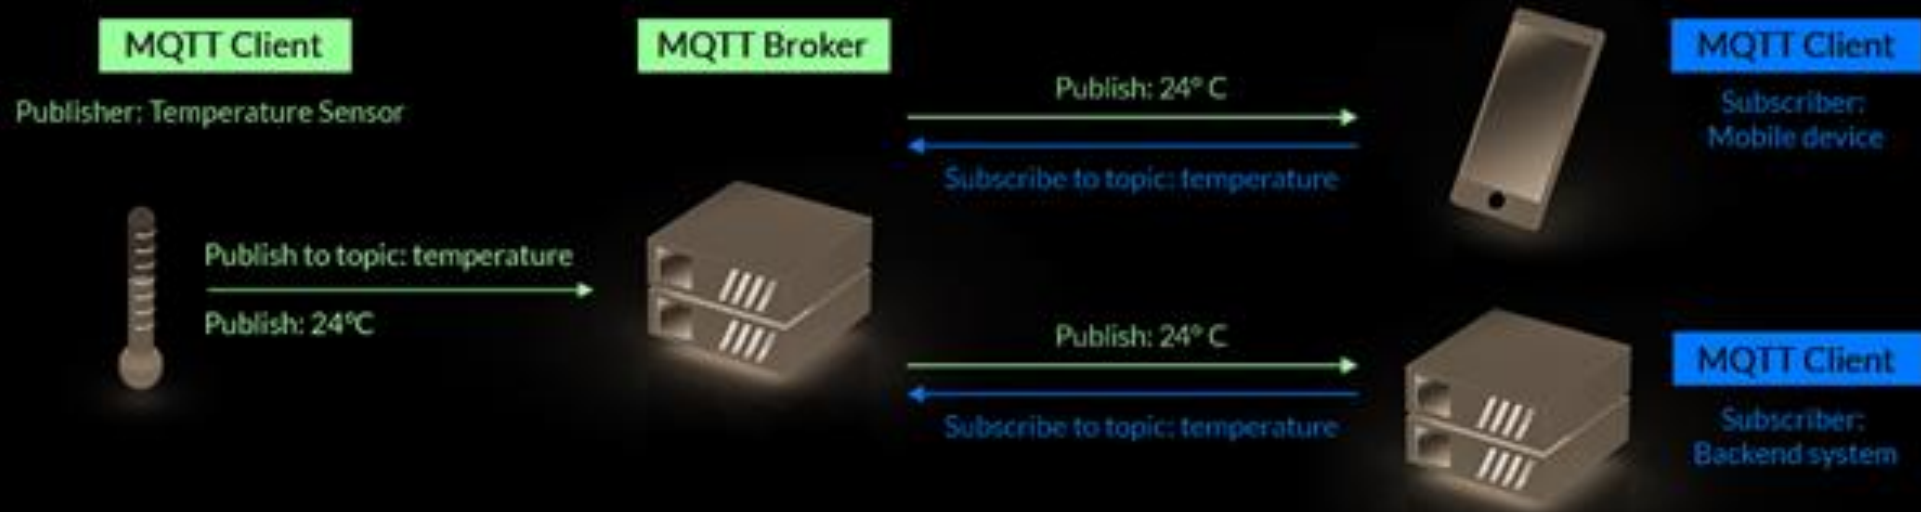 MQTT Client
Publisher: Temperature Sensor
Publish to topic: temperature
Publish: 24°C
MQTT Broker
Publish: 24° C
Subscribe to topic: temperature
MQTT Client
Subscriber:
Mobile device
Publish: 24° C
Subscribe to topic: temperature
MQTT Client
Subscriber:
Backend system